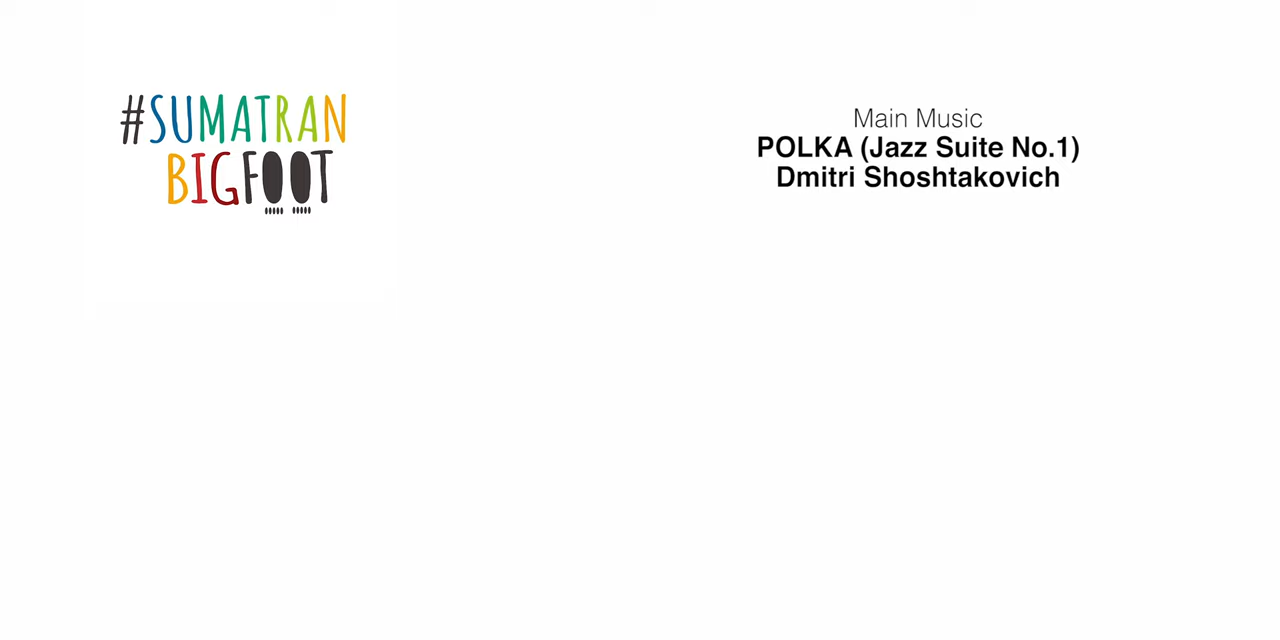 #SUMATRAN
BIGFOOT
Main Music
POLKA (Jazz Suite No.1)
Dmitri Shoshtakovich